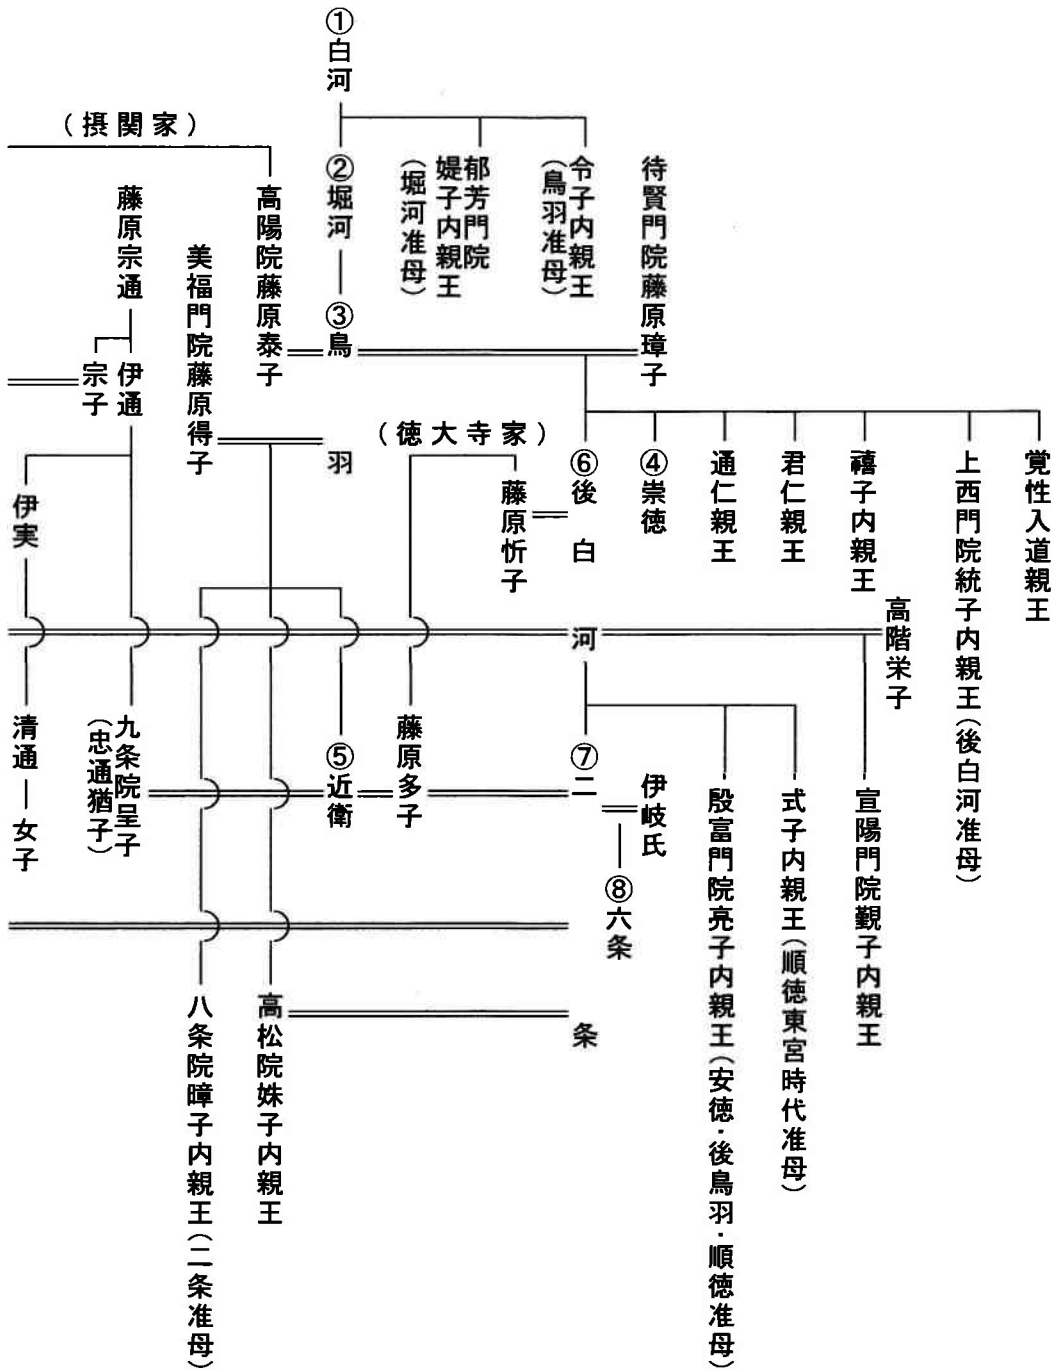 ①白河
(摂関家)
待賢門院藤原璋子
令子内親王
(鳥羽准母)
郁芳門院
媞子内親王
(堀河准母)
②堀河
高陽院藤原泰子
美福門院藤原得子
藤原宗通
③鳥
羽
伊通
宗子
覚性入道親王
上西門院統子内親王(後白河准母)
禧子内親王
君仁親王
通仁親王
④崇徳
⑥後
白
河
(徳大寺家)
藤原忻子
伊実
高階栄子
宣陽門院覲子内親王
式子内親王(順徳東宮時代准母)
殷富門院亮子内親王(安徳・後鳥羽・順徳准母)
伊岐氏
⑦二
条
藤原多子
⑤近衛
九条院呈子
(忠通猶子)
清通
女子
⑧六条
高松院姝子内親王
八条院暲子内親王(二条准母)